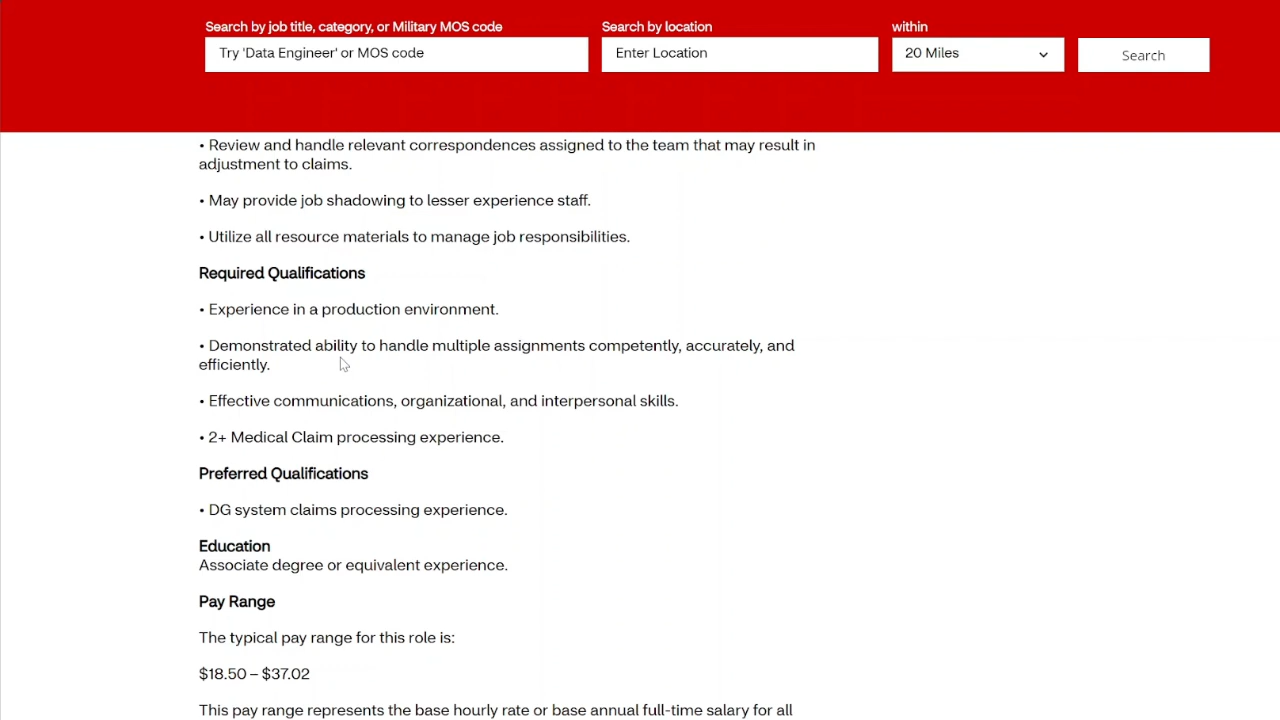 Search by job title, category, or Military MOS code
Search by location
within
Try 'Data Engineer' or MOS code
Enter Location
20 Miles
Search
• Review and handle relevant correspondences assigned to the team that may result in
adjustment to claims.
• May provide job shadowing to lesser experience staff.
• Utilize all resource materials to manage job responsibilities.
Required Qualifications
• Experience in a production environment.
• Demonstrated ability to handle multiple assignments competently, accurately, and
efficiently.
• Effective communications, organizational, and interpersonal skills.
• 2+ Medical Claim processing experience.
Preferred Qualifications
• DG system claims processing experience.
Education
Associate degree or equivalent experience.
Pay Range
The typical pay range for this role is:
$18.50 – $37.02
This pay range represents the base hourly rate or base annual full-time salary for all